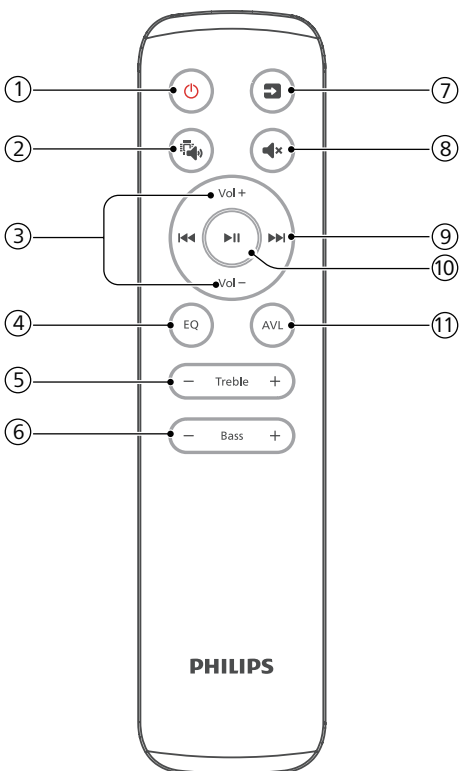 ① ⑦
② ⑧
Vol +
③ ⑨
⑩
Vol −
④ EQ AVL ⑪
⑤ − Treble +
⑥ − Bass +
PHILIPS